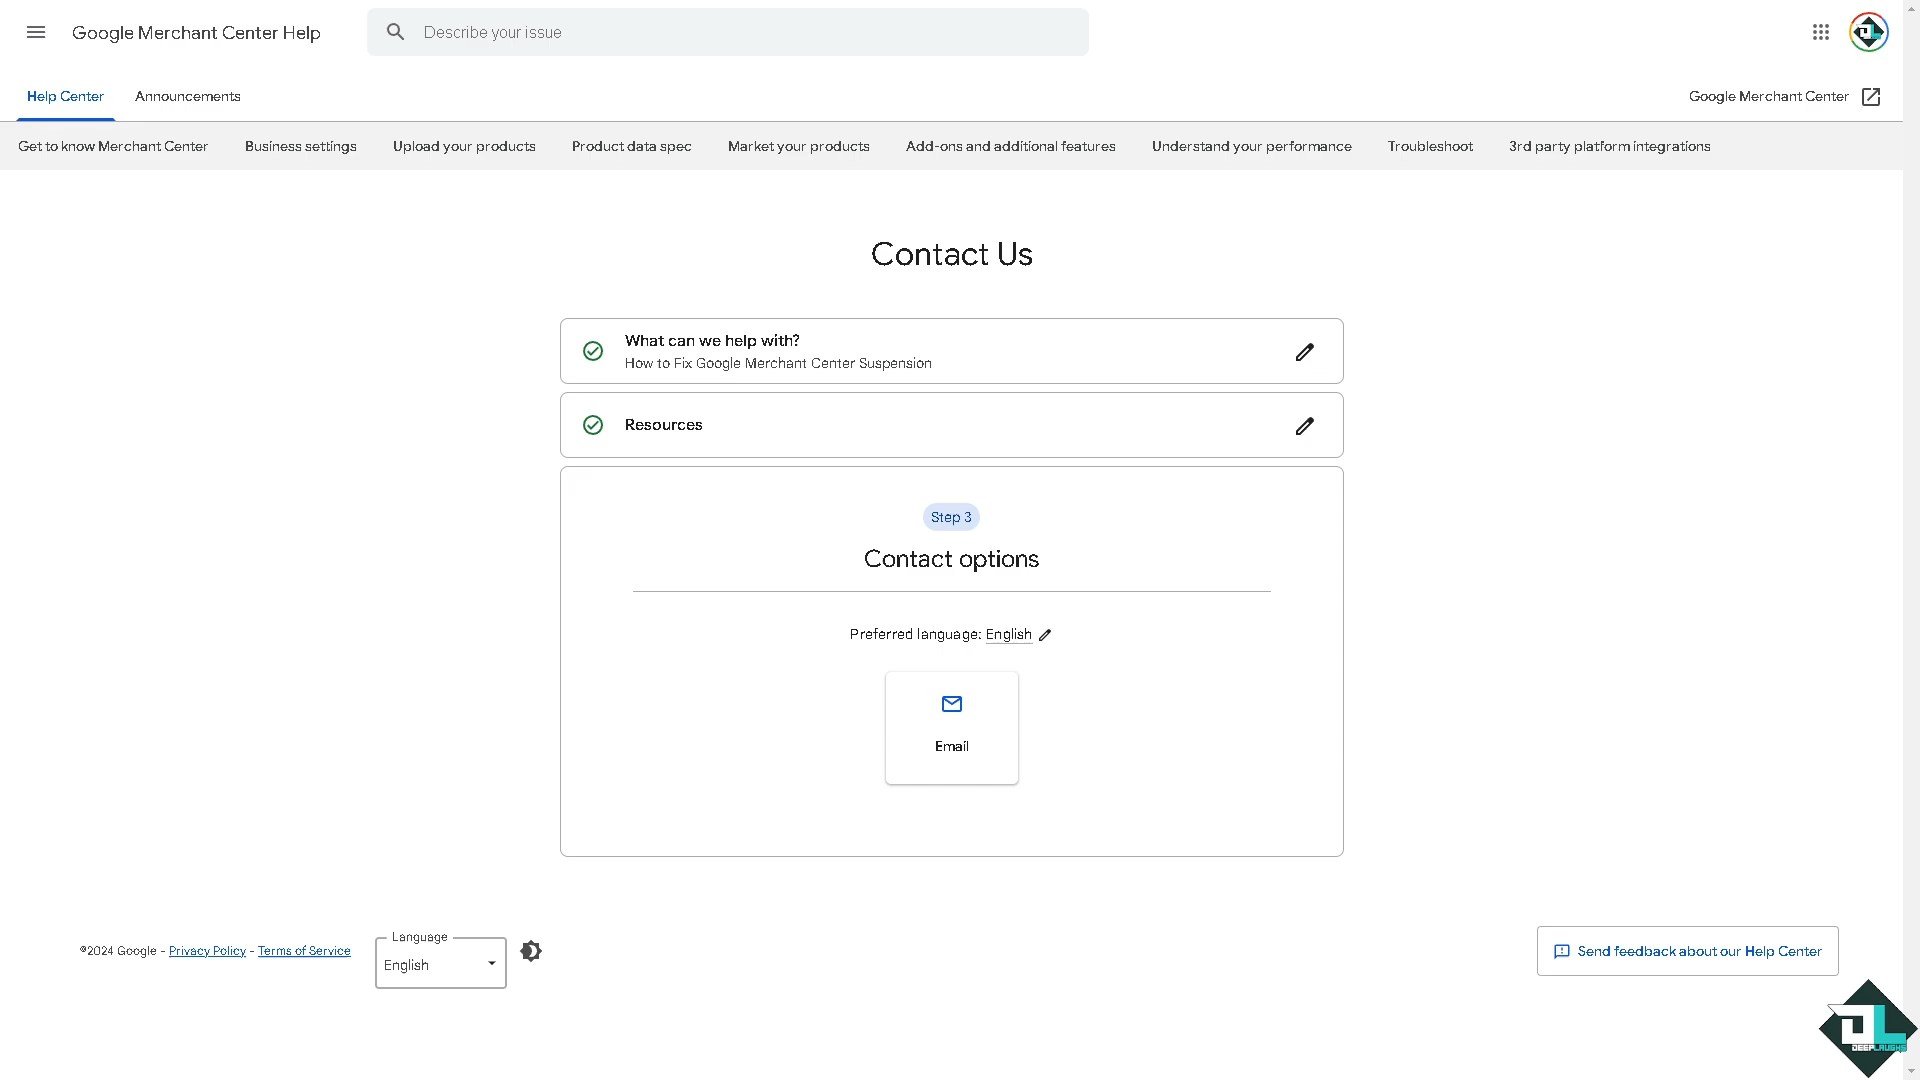 Google Merchant Center Help
Describe your issue
Help Center
Announcements
Google Merchant Center
Get to know Merchant Center
Business settings
Upload your products
Product data spec
Market your products
Add-ons and additional features
Understand your performance
Troubleshoot
3rd party platform integrations
Contact Us
What can we help with?
How to Fix Google Merchant Center Suspension
Resources
Step 3
Contact options
Preferred language: English
Email
©2024 Google - Privacy Policy - Terms of Service
Language
English
Send feedback about our Help Center
JL
DEEPLAUGHS